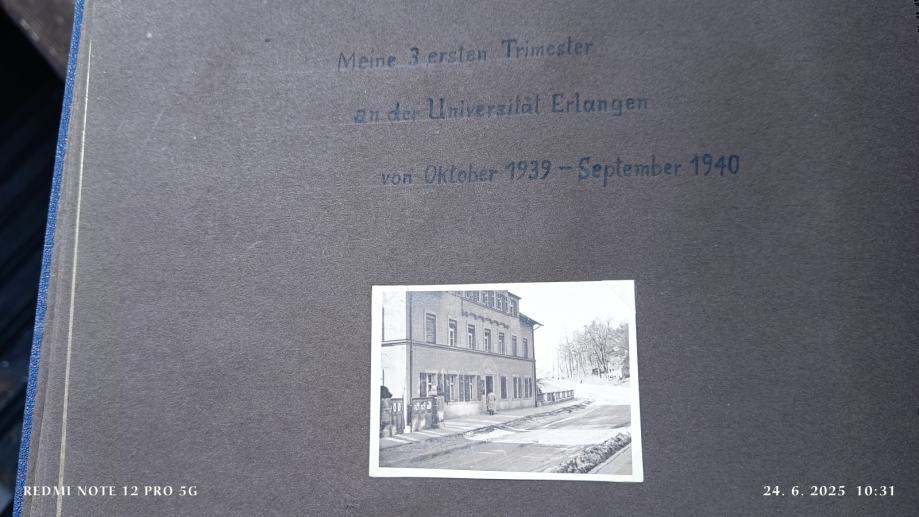 Meine 3 ersten Trimester
an der Universität Erlangen
von Oktober 1939 - September 1940
REDMI NOTE 12 PRO 5G
24. 6. 2025 10:31